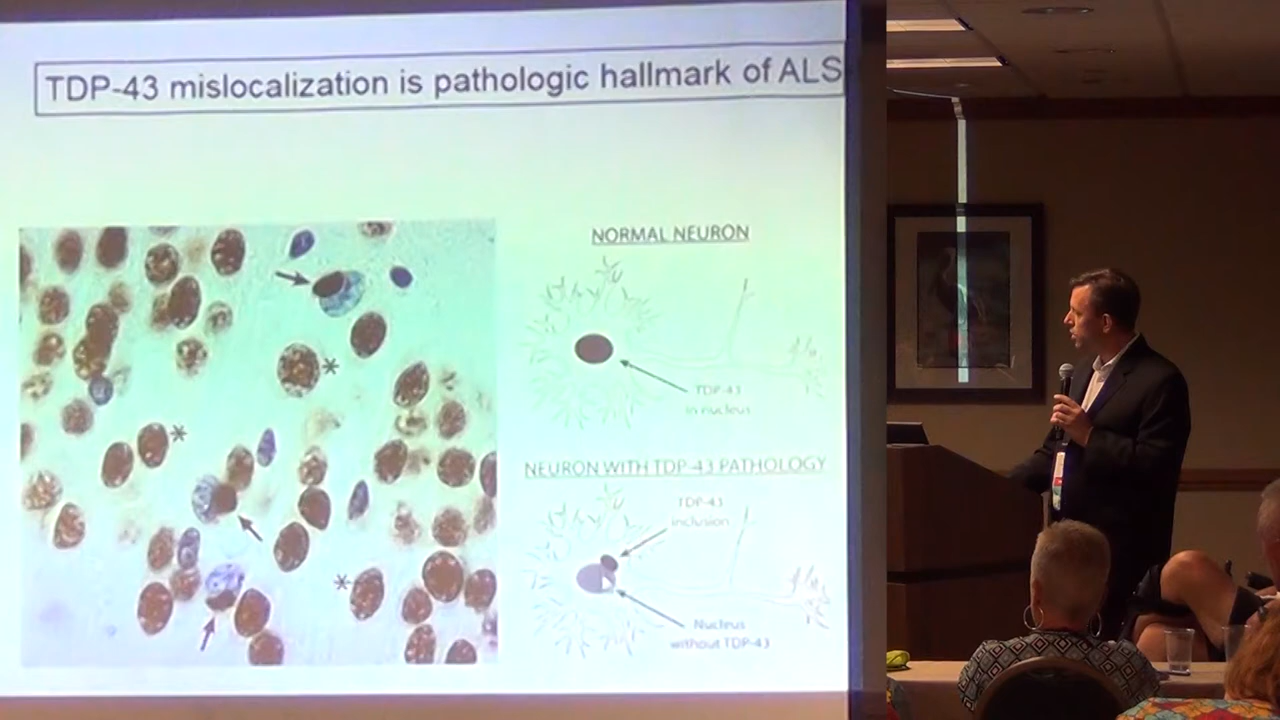 TDP-43 mislocalization is pathologic hallmark of ALS
NORMAL NEURON
TDP-43
in nucleus
NEURON WITH TDP-43 PATHOLOGY
TDP-43
inclusion
Nucleus
without TDP-43
*
*
*